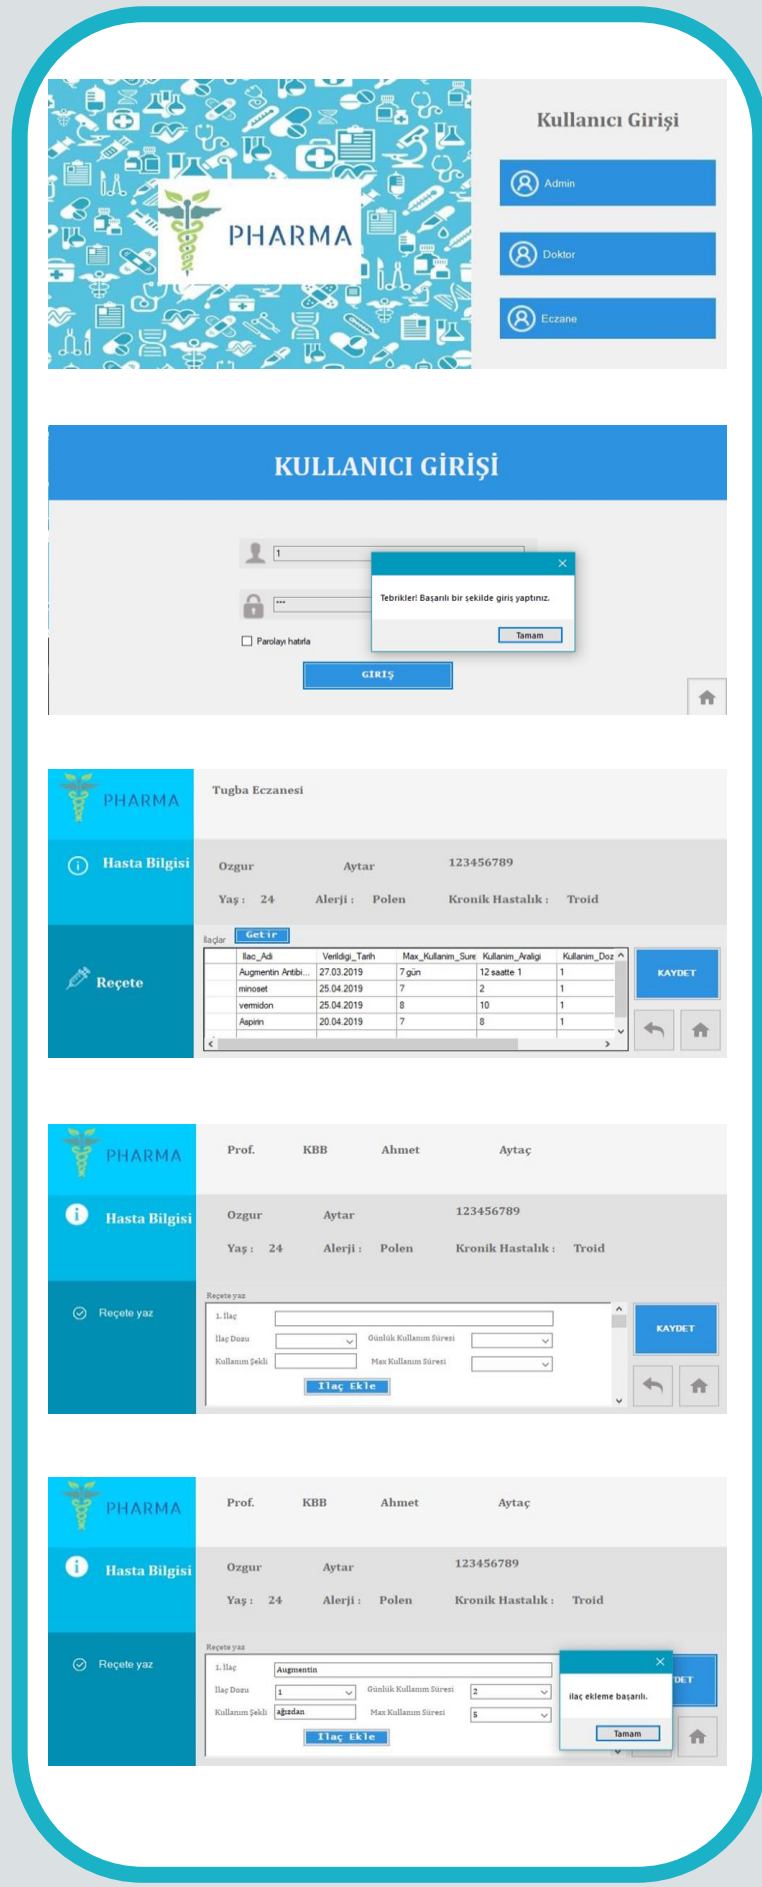 Kullanıcı Girişi
PHARMA
Admin
Doktor
Eczane
KULLANICI GİRİŞİ
1
***
Tebrikler! Başarılı bir şekilde giriş yaptınız.
Tamam
Parolayı hatırla
GİRİŞ
PHARMA
Tugba Eczanesi
Hasta Bilgisi
Ozgur Aytar 123456789
Yaş : 24 Alerji : Polen Kronik Hastalık : Troid
Reçete
İlaçlar Getir
Ilac_Adi Verildigi_Tarih Max_Kullanim_Sure Kullanim_Araligi Kullanim_Doz
Augmentin Antibi... 27.03.2019 7 gün 12 saatte 1 1
minoset 25.04.2019 7 2 1
vermidon 25.04.2019 8 10 1
Aspirin 20.04.2019 7 8 1
KAYDET
PHARMA
Prof. KBB Ahmet Aytaç
Hasta Bilgisi
Ozgur Aytar 123456789
Yaş : 24 Alerji : Polen Kronik Hastalık : Troid
Reçete yaz
Reçete yaz
1. İlaç
İlaç Dozu Günlük Kullanım Süresi
Kullanım Şekli Max Kullanım Süresi
İlaç Ekle
KAYDET
PHARMA
Prof. KBB Ahmet Aytaç
Hasta Bilgisi
Ozgur Aytar 123456789
Yaş : 24 Alerji : Polen Kronik Hastalık : Troid
Reçete yaz
Reçete yaz
1. İlaç Augmentin
İlaç Dozu 1 Günlük Kullanım Süresi 2
Kullanım Şekli ağızdan Max Kullanım Süresi 5
İlaç Ekle
ilaç ekleme başarılı.
Tamam
DET